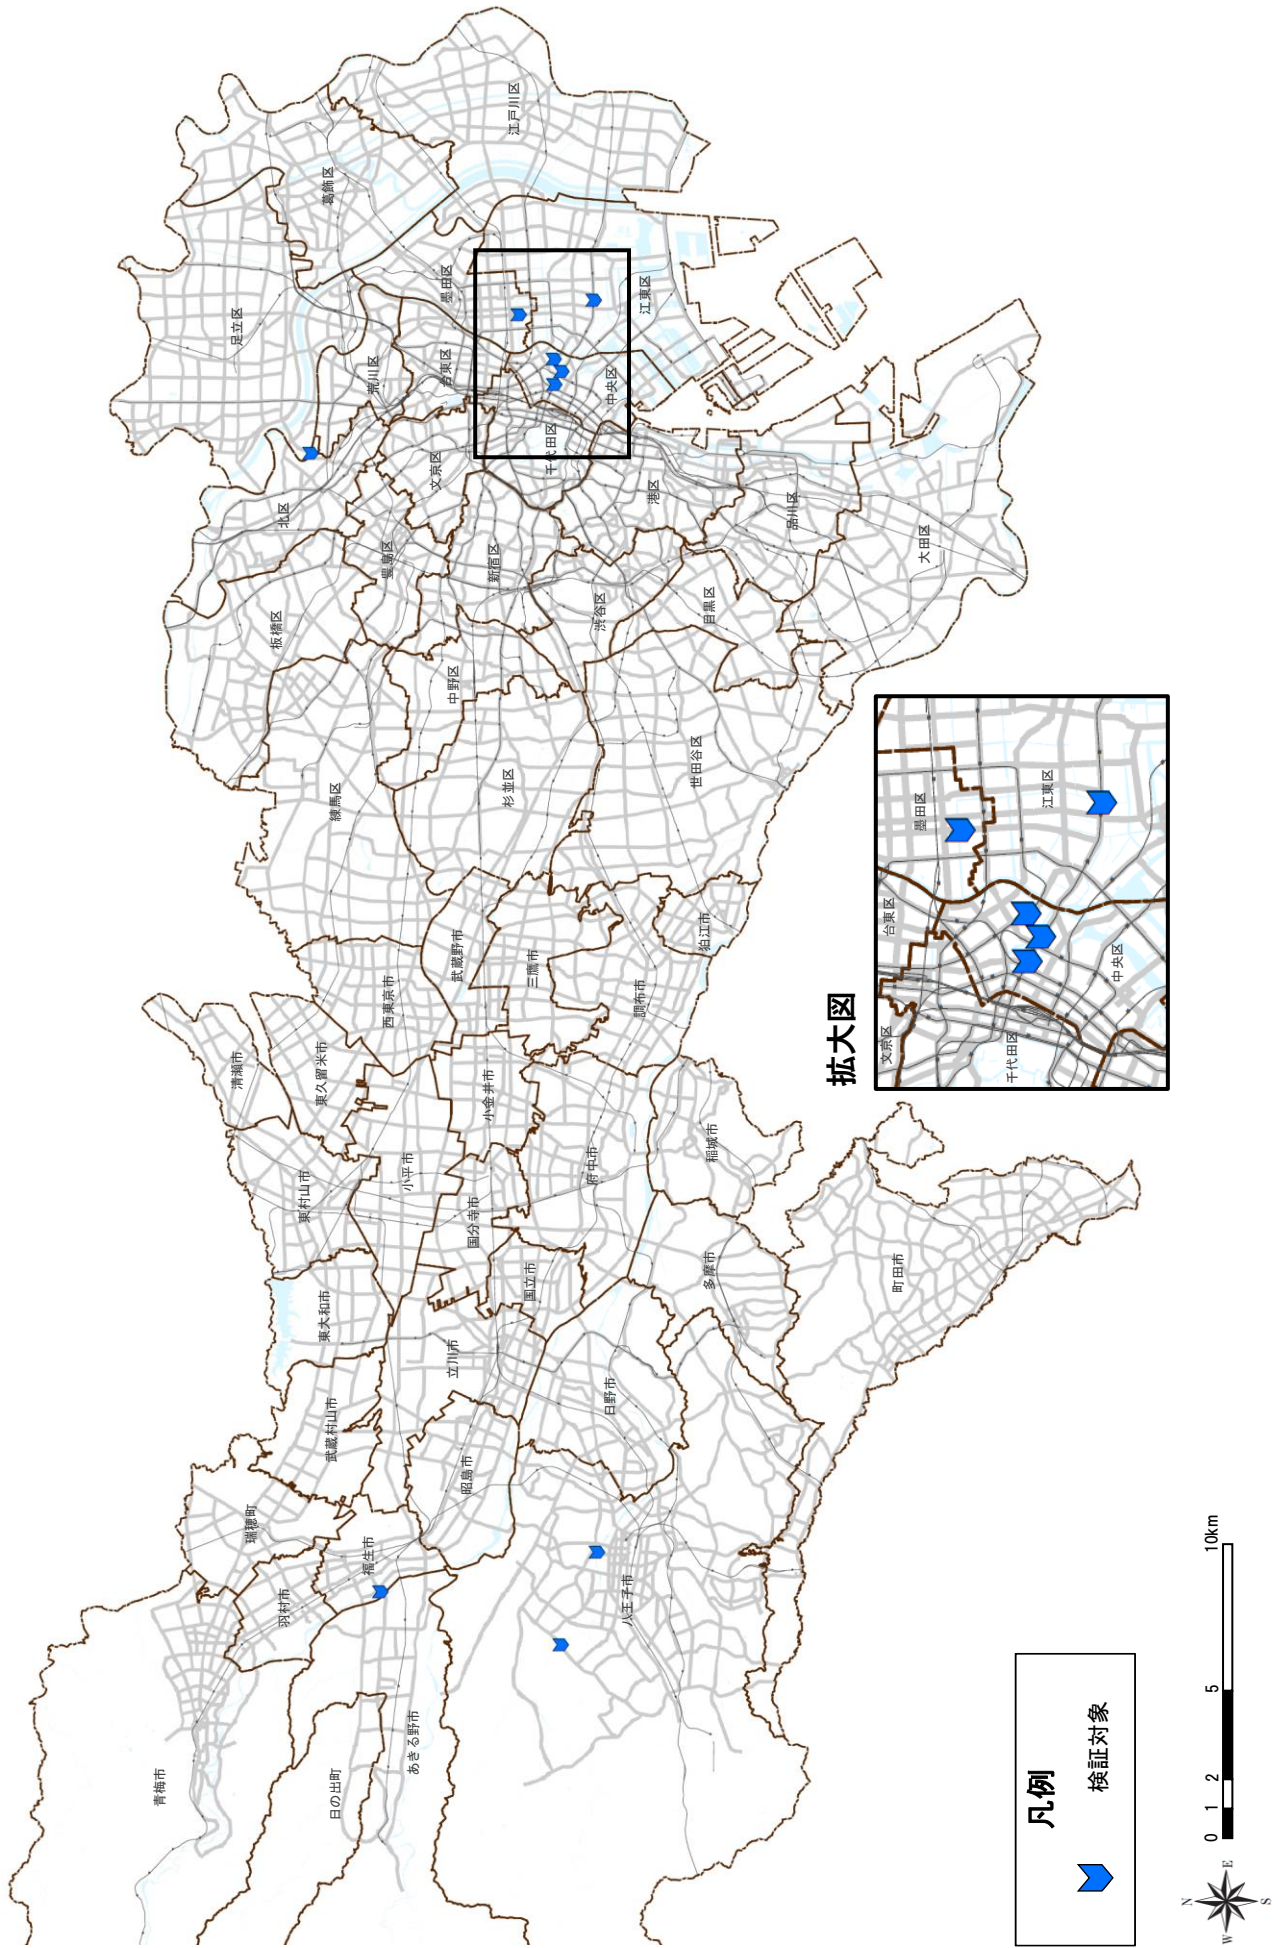 青梅市
瑞穂町
羽村市
福生市
日の出町
あきる野市
武蔵村山市
東大和市
東村山市
清瀬市
東久留米市
西東京市
小平市
立川市
昭島市
国分寺市
国立市
小金井市
武蔵野市
三鷹市
府中市
調布市
狛江市
稲城市
多摩市
日野市
八王子市
町田市
練馬区
板橋区
北区
足立区
葛飾区
荒川区
豊島区
文京区
台東区
墨田区
江戸川区
中野区
杉並区
新宿区
千代田区
中央区
江東区
渋谷区
港区
世田谷区
目黒区
品川区
大田区
拡大図
文京区
台東区
墨田区
千代田区
中央区
江東区
凡例
検証対象
0 1 2 5 10km
N
W
E
S